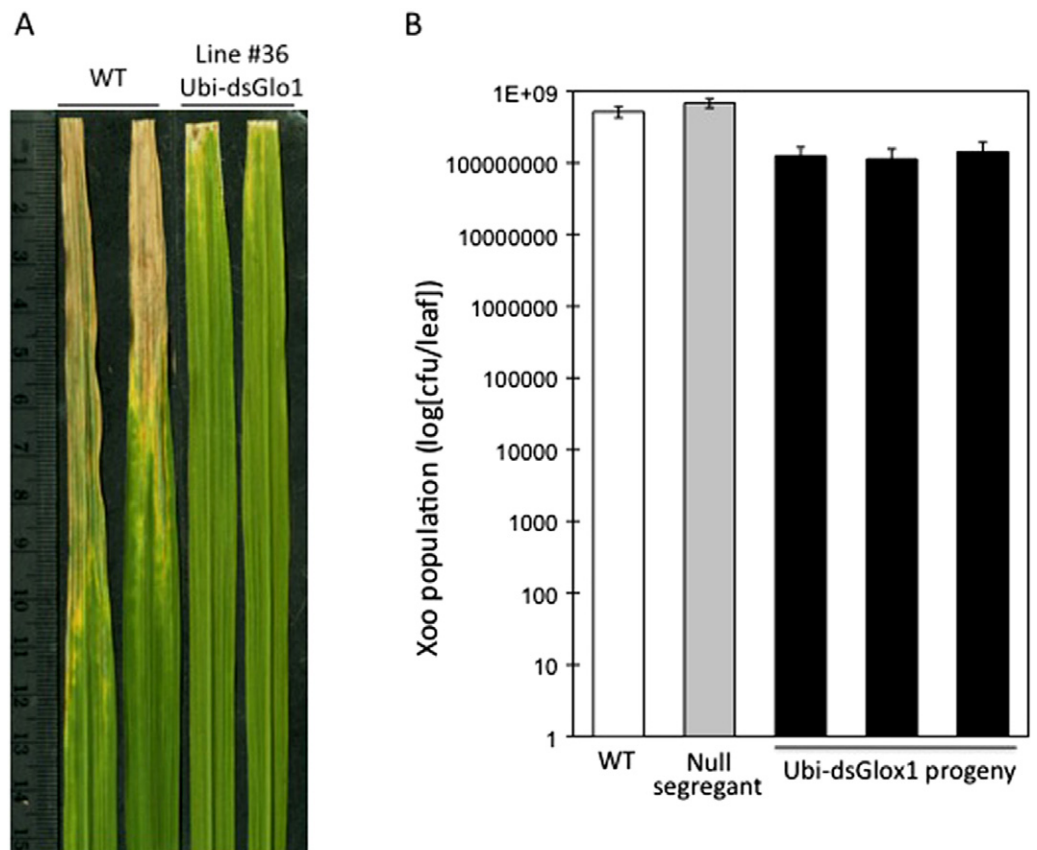 A
B
WT
Line #36
Ubi-dsGlo1
1
2
3
4
5
6
7
8
9
10
11
12
13
14
15
Xoo population (log[cfu/leaf])
1E+09
100000000
10000000
1000000
100000
10000
1000
100
10
1
WT
Null
segregant
Ubi-dsGlox1 progeny